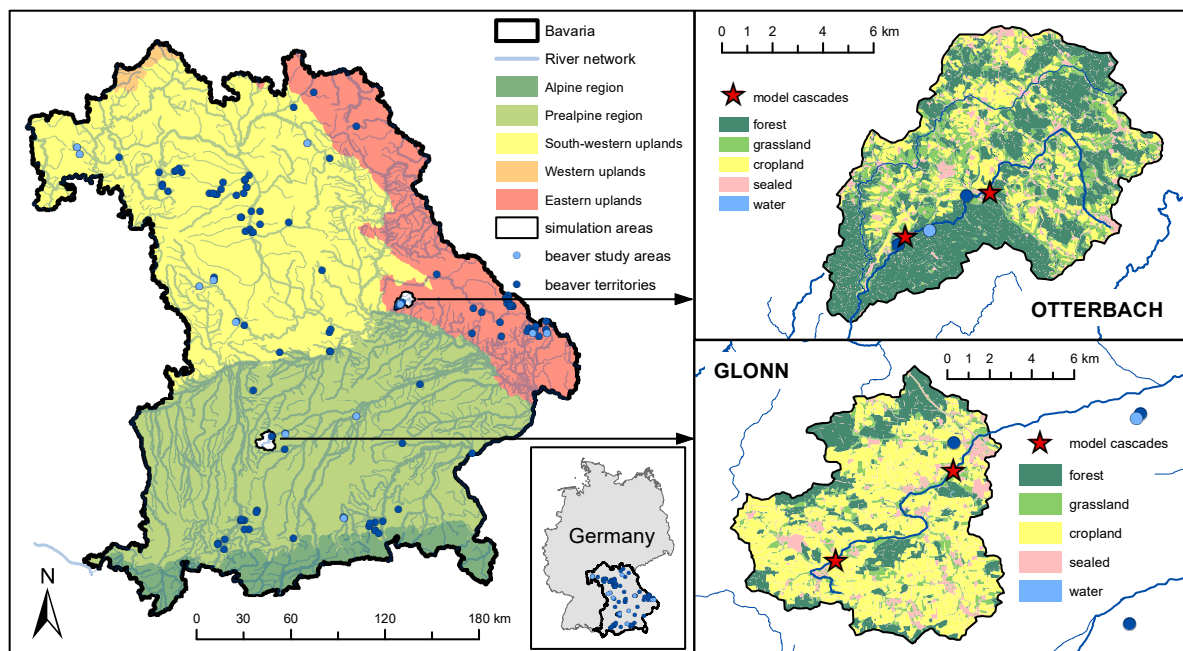 Bavaria
River network
Alpine region
Prealpine region
South-western uplands
Western uplands
Eastern uplands
simulation areas
beaver study areas
beaver territories
N
0 30 60 120 180 km
Germany
0 2 4 6 km
model cascades
forest
grassland
cropland
sealed
water
OTTERBACH
GLONN
0 1 2 4 6 km
model cascades
forest
grassland
cropland
sealed
water